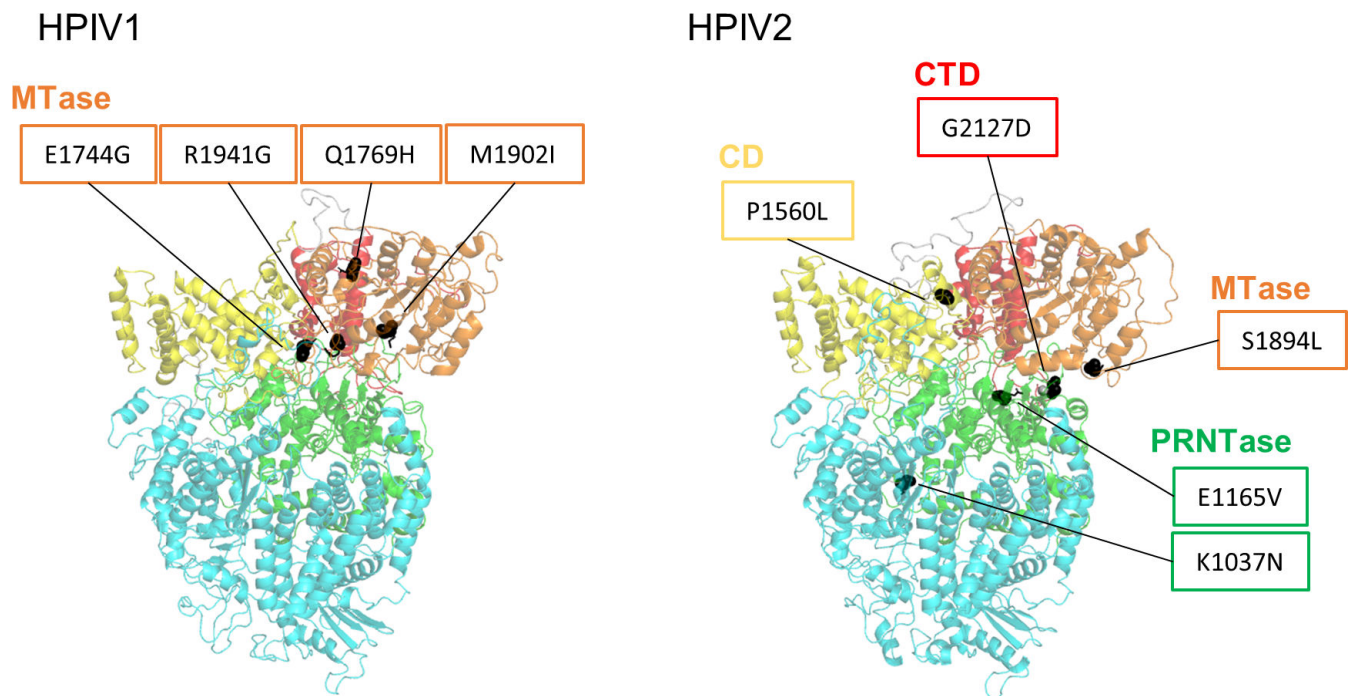 HPIV1
MTase
E1744G
R1941G
Q1769H
M1902I
HPIV2
CTD
G2127D
CD
P1560L
MTase
S1894L
PRNTase
E1165V
K1037N